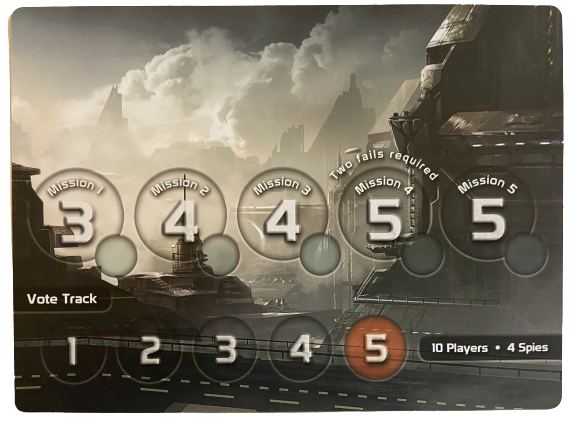 Two fails required
Mission 1 Mission 2 Mission 3 Mission 4 Mission 5
3 4 4 5 5
Vote Track
1 2 3 4 5
10 Players • 4 Spies